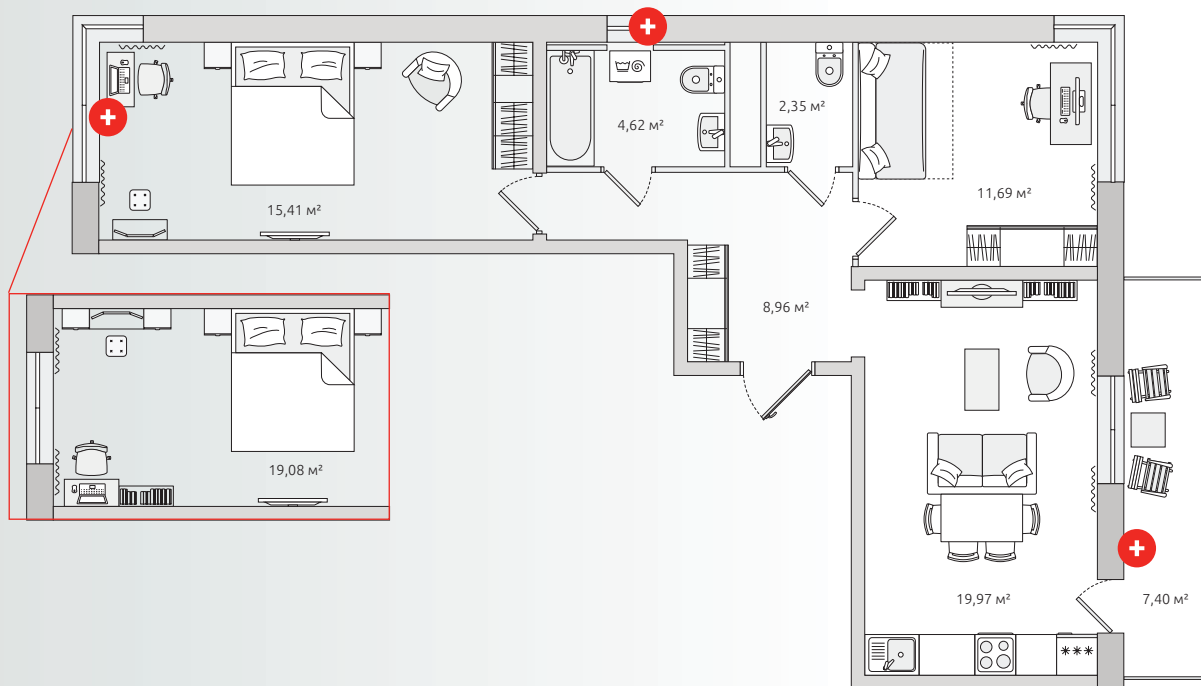 4,62 м²
2,35 м²
15,41 м²
11,69 м²
8,96 м²
19,08 м²
19,97 м²
7,40 м²